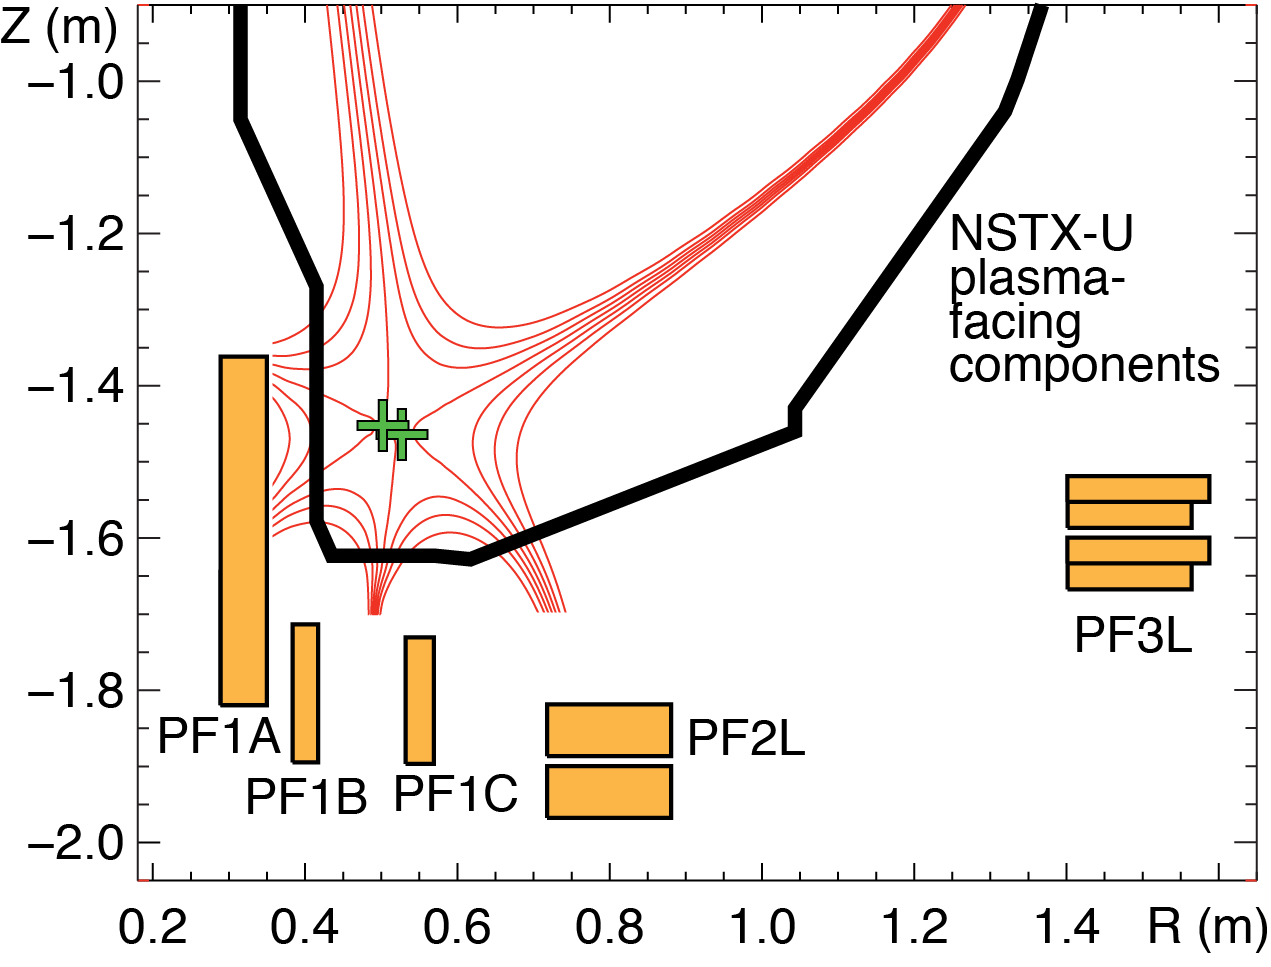 Z (m)
−1.0
−1.2
−1.4
−1.6
−1.8
−2.0
NSTX-U
plasma-
facing
components
PF3L
PF1A
PF1B
PF1C
PF2L
0.2 0.4 0.6 0.8 1.0 1.2 1.4 R (m)